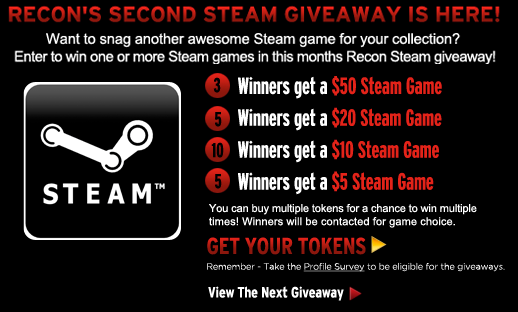 RECON'S SECOND STEAM GIVEAWAY IS HERE!
Want to snag another awesome Steam game for your collection?
Enter to win one or more Steam games in this months Recon Steam giveaway!
3 Winners get a $50 Steam Game
5 Winners get a $20 Steam Game
10 Winners get a $10 Steam Game
5 Winners get a $5 Steam Game
STEAM™
You can buy multiple tokens for a chance to win multiple
times! Winners will be contacted for game choice.
GET YOUR TOKENS
Remember - Take the Profile Survey to be eligible for the giveaways.
View The Next Giveaway